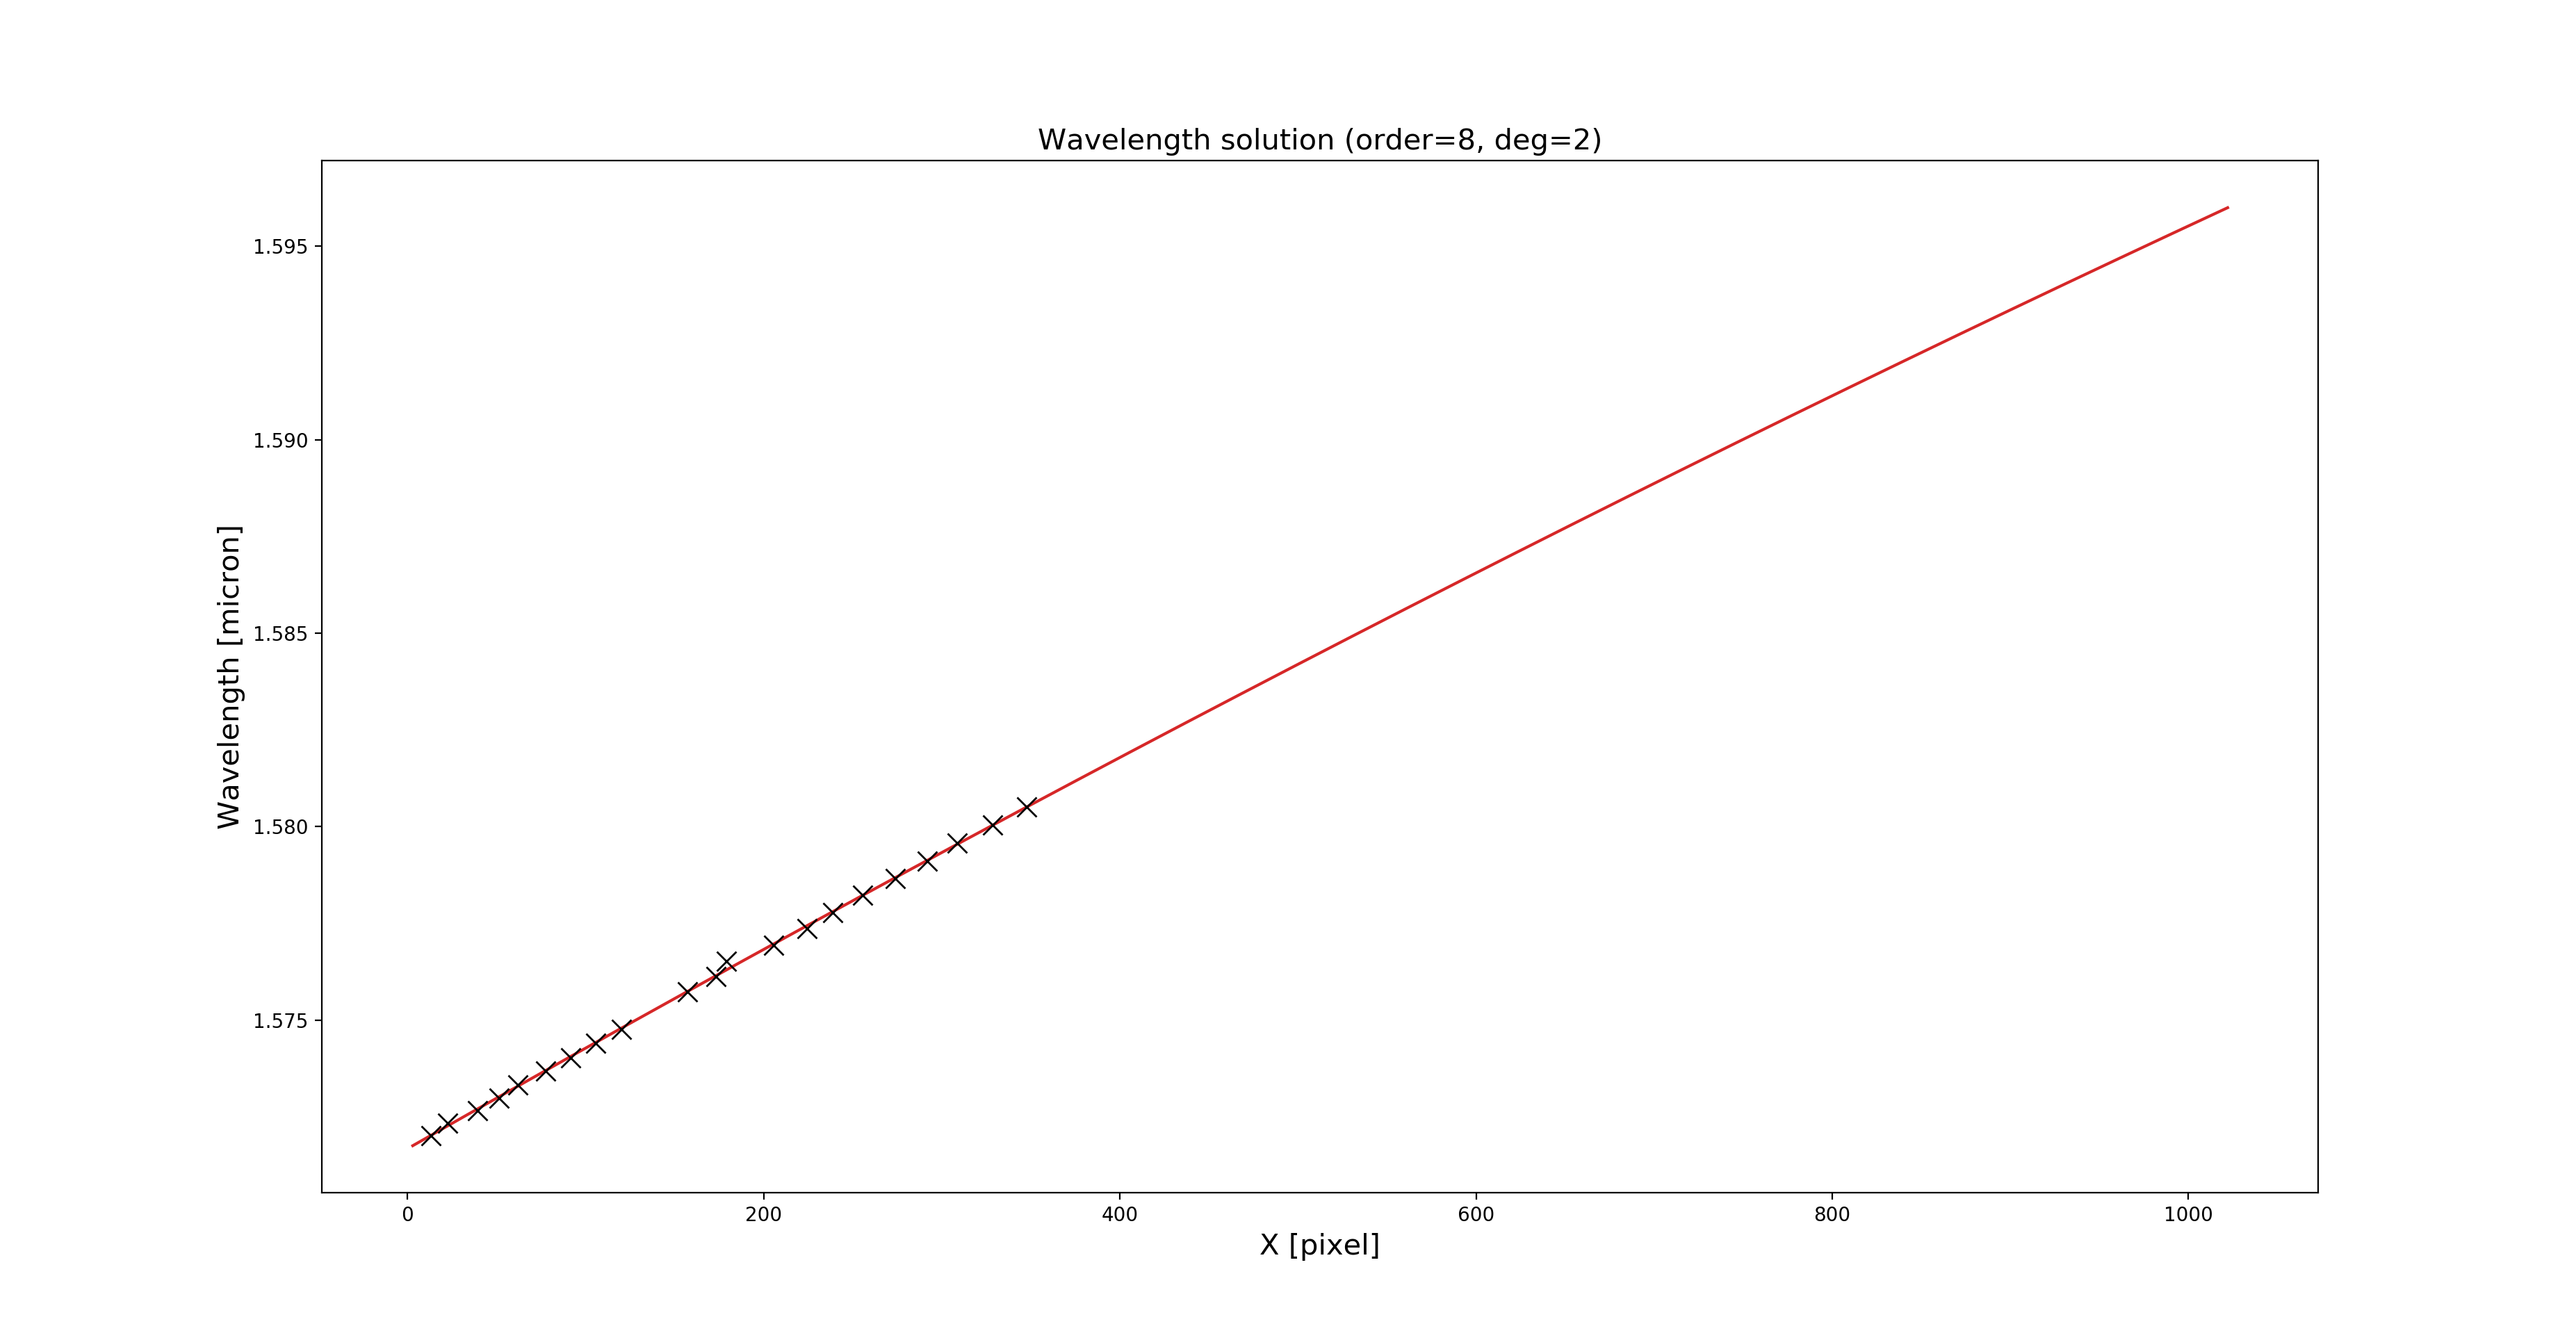 Wavelength solution (order=8, deg=2)
Wavelength [micron]
1.595
1.590
1.585
1.580
1.575
0 200 400 600 800 1000
X [pixel]